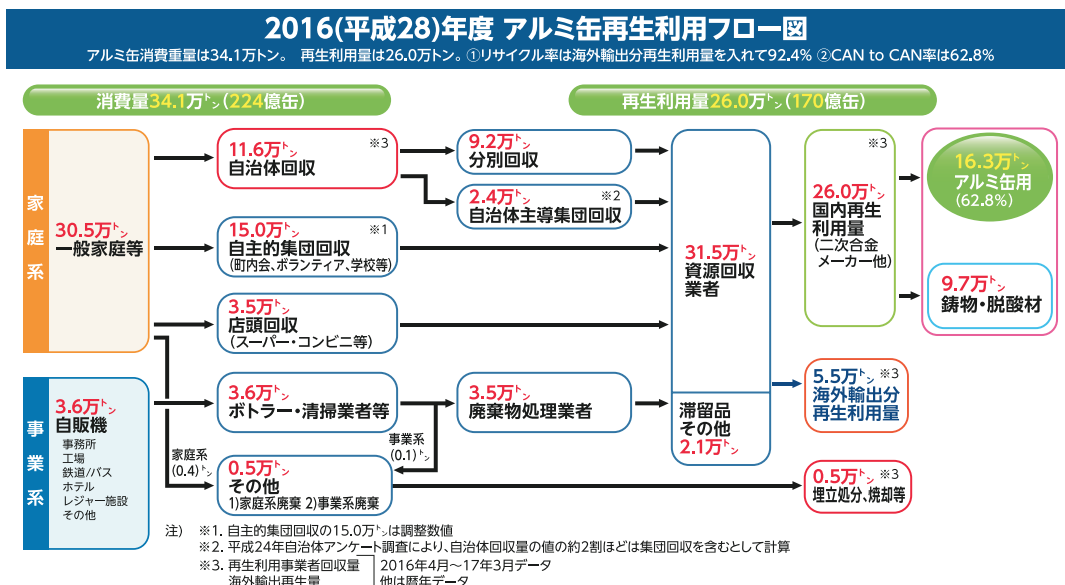 2016(平成28)年度 アルミ缶再生利用フロー図
アルミ缶消費重量は34.1万トン。 再生利用量は26.0万トン。①リサイクル率は海外輸出分再生利用量を入れて92.4% ②CAN to CAN率は62.8%
消費量34.1万トン(224億缶)
再生利用量26.0万トン(170億缶)
家庭系
30.5万トン
一般家庭等
11.6万トン ※3
自治体回収
9.2万トン
分別回収
2.4万トン ※2
自治体主導集団回収
15.0万トン ※1
自主的集団回収
(町内会、ボランティア、学校等)
3.5万トン
店頭回収
(スーパー・コンビニ等)
31.5万トン
資源回収
業者
※3
26.0万トン
国内再生
利用量
(二次合金
メーカー他)
16.3万トン
アルミ缶用
(62.8%)
9.7万トン
鋳物・脱酸材
事業系
3.6万トン
自販機
事務所
工場
鉄道/バス
ホテル
レジャー施設
その他
3.6万トン
ボトラー・清掃業者等
3.5万トン
廃棄物処理業者
滞留品
その他
2.1万トン
5.5万トン ※3
海外輸出分
再生利用量
家庭系
(0.4)トン
事業系
(0.1)トン
0.5万トン
その他
1)家庭系廃棄 2)事業系廃棄
0.5万トン ※3
埋立処分、焼却等
注) ※1. 自主的集団回収の15.0万トンは調整数値
※2. 平成24年自治体アンケート調査により、自治体回収量の値の約2割ほどは集団回収を含むとして計算
※3. 再生利用事業者回収量 2016年4月〜17年3月データ
海外輸出再生量 他は暦年データ